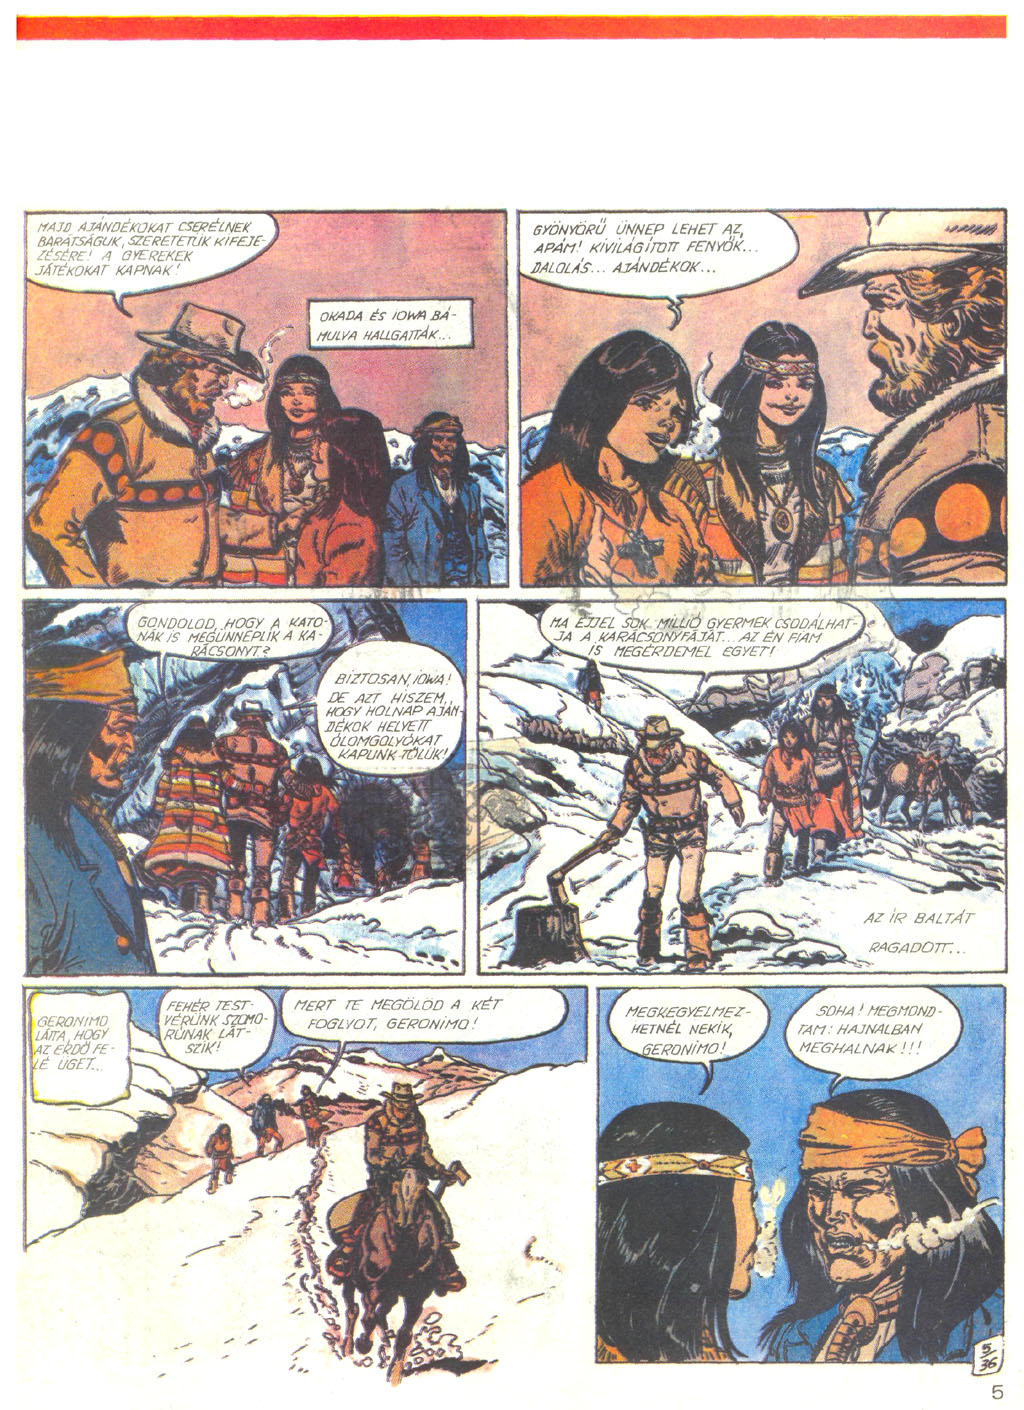 MAJD AJÁNDÉKOKAT CSERÉLNEK
BARÁTSÁGUK, SZERETETÜK KIFEJE-
ZÉSÉRE! A GYEREKEK
JÁTÉKOKAT KAPNAK!
OKADA ÉS IOWA BÁ-
MULVA HALLGATTÁK...
GYÖNYÖRŰ ÜNNEP LEHET AZ,
APÁM! KIVILÁGÍTOTT FENYŐK...
DALOLÁS... AJÁNDÉKOK...
GONDOLOD, HOGY A KATO-
NÁK IS MEGÜNNEPLIK A KA-
RÁCSONYT?
BIZTOSAN, IOWA!
DE AZT HISZEM,
HOGY HOLNAP AJÁN-
DÉKOK HELYETT
ÓLOMGOLYÓKAT
KAPUNK TŐLÜK!
MA ÉJJEL SOK MILLIÓ GYERMEK CSODÁLHAT-
JA A KARÁCSONYFÁJÁT... AZ ÉN FIAM
IS MEGÉRDEMEL EGYET!
AZ ÍR BALTÁT
RAGADOTT...
GERONIMO
LÁTTA, HOGY
AZ ERDŐ FE-
LÉ ÜGET...
FEHÉR TEST-
VÉRÜNK SZOMO-
RÚNAK LÁT-
SZIK!
MERT TE MEGÖLÖD A KÉT
FOGLYOT, GERONIMO!
MEGKEGYELMEZ-
HETNÉL NEKIK,
GERONIMO!
SOHA! MEGMOND-
TAM: HAJNALBAN
MEGHALNAK!!!
5/36
5